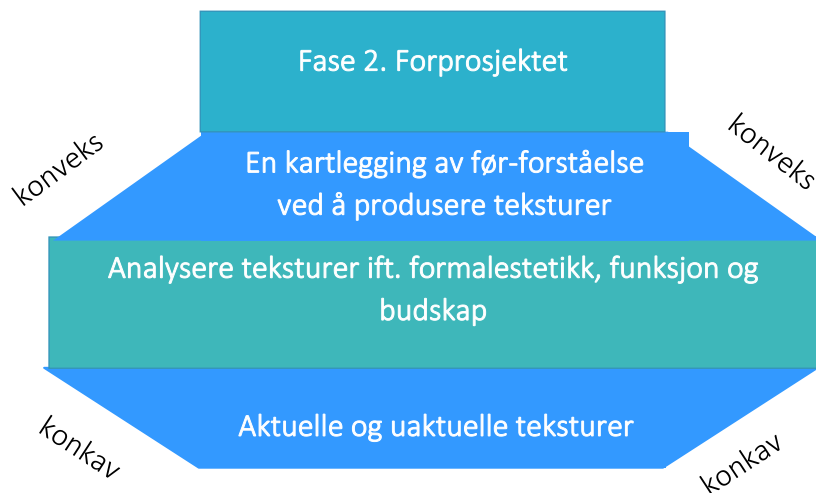 Fase 2. Forprosjektet
konveks
konveks
En kartlegging av før-forståelse
ved å produsere teksturer
Analysere teksturer ift. formalestetikk, funksjon og
budskap
Aktuelle og uaktuelle teksturer
konkav
konkav